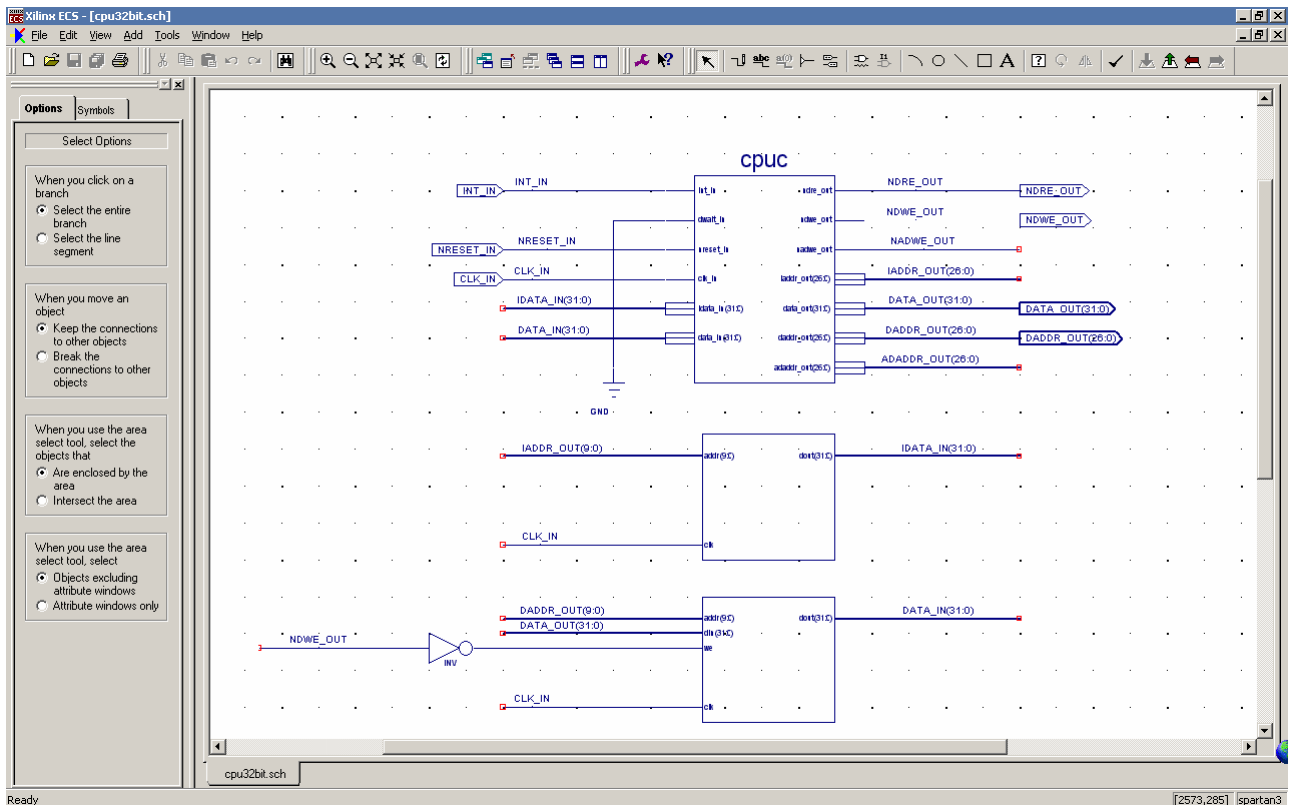 Xilinx ECS - [cpu32bit.sch]
File Edit View Add Tools Window Help
Options Symbols
Select Options
When you click on a
branch
Select the entire
branch
Select the line
segment
When you move an
object
Keep the connections
to other objects
Break the
connections to other
objects
When you use the area
select tool, select the
objects that
Are enclosed by the
area
Intersect the area
When you use the area
select tool, select
Objects excluding
attribute windows
Attribute windows only
cpuc
INT_IN INT_IN int_in ndre_out NDRE_OUT NDRE_OUT
dwait_in ndwe_out NDWE_OUT NDWE_OUT
NRESET_IN NRESET_IN nreset_in nadwe_out NADWE_OUT
CLK_IN CLK_IN clk_in iaddr_out(26:0) IADDR_OUT(26:0)
IDATA_IN(31:0) idata_in(31:0) data_out(31:0) DATA_OUT(31:0) DATA_OUT(31:0)
DATA_IN(31:0) data_in(31:0) daddr_out(26:0) DADDR_OUT(26:0) DADDR_OUT(26:0)
adaddr_out(26:0) ADADDR_OUT(26:0)
GND
IADDR_OUT(9:0) addr(9:0) dout(31:0) IDATA_IN(31:0)
CLK_IN clk
DADDR_OUT(9:0) addr(9:0) dout(31:0) DATA_IN(31:0)
DATA_OUT(31:0) din(31:0)
NDWE_OUT INV we
CLK_IN clk
cpu32bit.sch
Ready [2573,285] spartan3